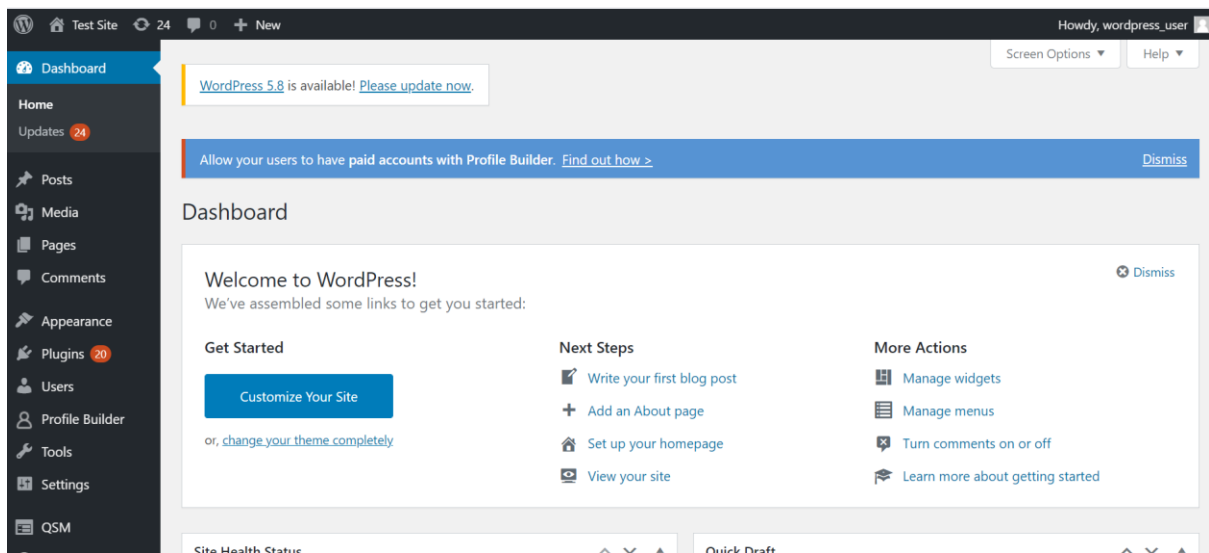 Test Site 24 0 New Howdy, wordpress_user
Screen Options Help
Dashboard
Home
Updates 24
Posts
Media
Pages
Comments
Appearance
Plugins 20
Users
Profile Builder
Tools
Settings
QSM
WordPress 5.8 is available! Please update now.
Allow your users to have paid accounts with Profile Builder. Find out how > Dismiss
Dashboard
Welcome to WordPress! Dismiss
We've assembled some links to get you started:
Get Started
Customize Your Site
or, change your theme completely
Next Steps
Write your first blog post
Add an About page
Set up your homepage
View your site
More Actions
Manage widgets
Manage menus
Turn comments on or off
Learn more about getting started
Site Health Status
Quick Draft